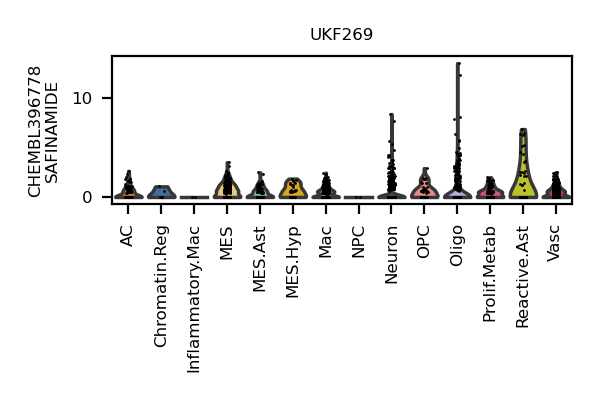 UKF269
CHEMBL396778
SAFINAMIDE
10
0
AC
Chromatin.Reg
Inflammatory.Mac
MES
MES.Ast
MES.Hyp
Mac
NPC
Neuron
OPC
Oligo
Prolif.Metab
Reactive.Ast
Vasc